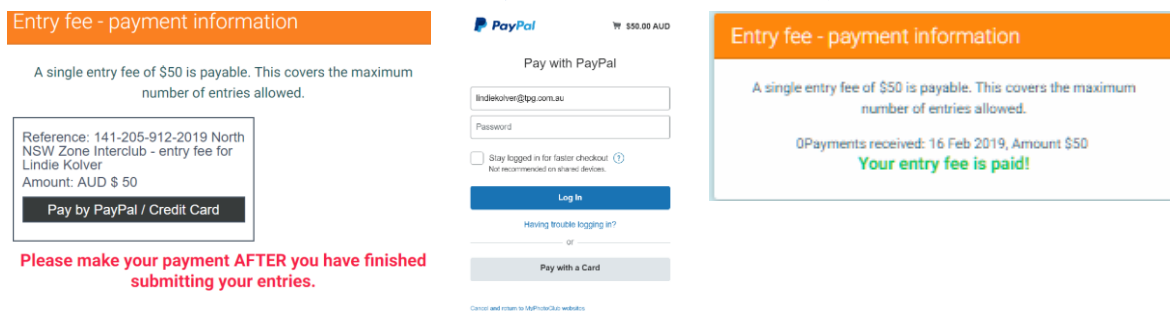 Entry fee - payment information
A single entry fee of $50 is payable. This covers the maximum
number of entries allowed.
Reference: 141-205-912-2019 North
NSW Zone Interclub - entry fee for
Lindie Kolver
Amount: AUD $ 50
Pay by PayPal / Credit Card
Please make your payment AFTER you have finished
submitting your entries.
PayPal
$50.00 AUD
Pay with PayPal
lindiekolver@tpg.com.au
Password
Stay logged in for faster checkout ?
Not recommended on shared devices.
Log In
Having trouble logging in?
or
Pay with a Card
Cancel and return to MyPhotoClub websites
Entry fee - payment information
A single entry fee of $50 is payable. This covers the maximum
number of entries allowed.
0Payments received: 16 Feb 2019, Amount $50
Your entry fee is paid!